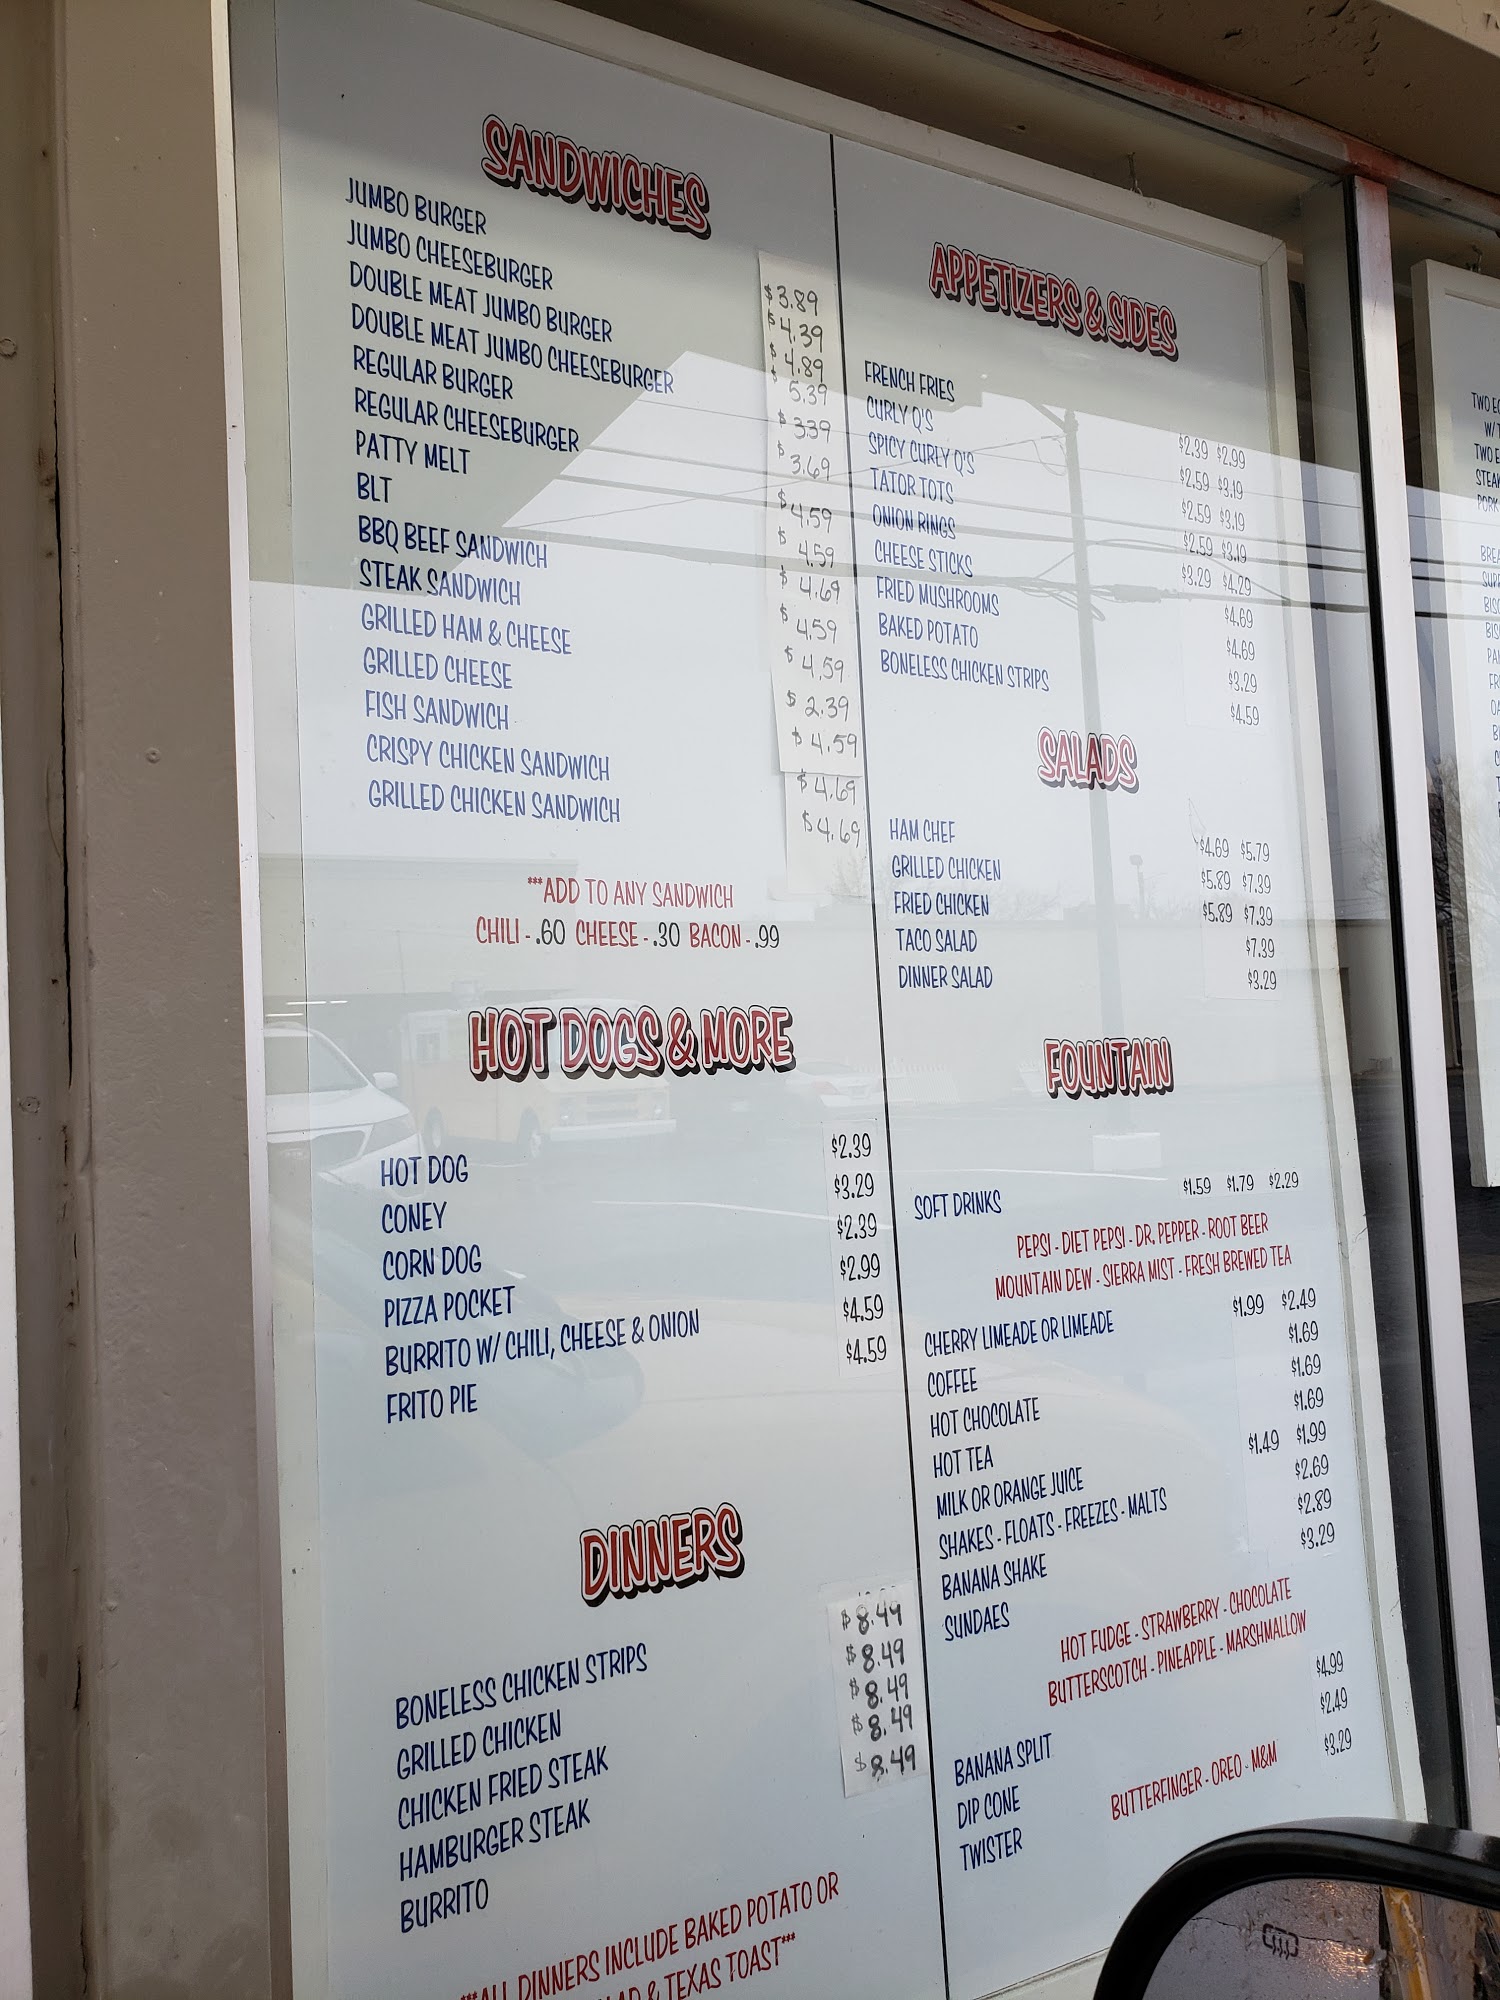 SANDWICHES
JUMBO BURGER $3.89
JUMBO CHEESEBURGER $4.39
DOUBLE MEAT JUMBO BURGER $4.89
DOUBLE MEAT JUMBO CHEESEBURGER $5.39
REGULAR BURGER $3.39
REGULAR CHEESEBURGER $3.69
PATTY MELT $4.59
BLT $4.59
BBQ BEEF SANDWICH $4.69
STEAK SANDWICH $4.59
GRILLED HAM & CHEESE $4.59
GRILLED CHEESE $2.39
FISH SANDWICH $4.59
CRISPY CHICKEN SANDWICH $4.69
GRILLED CHICKEN SANDWICH $4.69
***ADD TO ANY SANDWICH
CHILI - .60 CHEESE - .30 BACON - .99
HOT DOGS & MORE
HOT DOG $2.39
CONEY $3.29
CORN DOG $2.39
PIZZA POCKET $2.99
BURRITO W/ CHILI, CHEESE & ONION $4.59
FRITO PIE $4.59
DINNERS
BONELESS CHICKEN STRIPS $8.49
GRILLED CHICKEN $8.49
CHICKEN FRIED STEAK $8.49
HAMBURGER STEAK $8.49
BURRITO $8.49
***ALL DINNERS INCLUDE BAKED POTATO OR
& TEXAS TOAST***
APPETIZERS & SIDES
FRENCH FRIES $2.39 $2.99
CURLY Q'S $2.59 $3.19
SPICY CURLY Q'S $2.59 $3.19
TATOR TOTS $2.59 $3.19
ONION RINGS $3.29 $4.29
CHEESE STICKS $4.69
FRIED MUSHROOMS $4.69
BAKED POTATO $3.29
BONELESS CHICKEN STRIPS $4.59
SALADS
HAM CHEF $4.69 $5.79
GRILLED CHICKEN $5.89 $7.39
FRIED CHICKEN $5.89 $7.39
TACO SALAD $7.39
DINNER SALAD $3.29
FOUNTAIN
SOFT DRINKS $1.59 $1.79 $2.29
PEPSI - DIET PEPSI - DR. PEPPER - ROOT BEER
MOUNTAIN DEW - SIERRA MIST - FRESH BREWED TEA
CHERRY LIMEADE OR LIMEADE $1.99 $2.49
COFFEE $1.69
HOT CHOCOLATE $1.69
HOT TEA $1.69
MILK OR ORANGE JUICE $1.49 $1.99
SHAKES - FLOATS - FREEZES - MALTS $2.69
BANANA SHAKE $2.89
SUNDAES $3.29
HOT FUDGE - STRAWBERRY - CHOCOLATE
BUTTERSCOTCH - PINEAPPLE - MARSHMALLOW
BANANA SPLIT $4.99
DIP CONE $2.49
TWISTER $3.29
BUTTERFINGER - OREO - M&M
TWO
W/
TWO